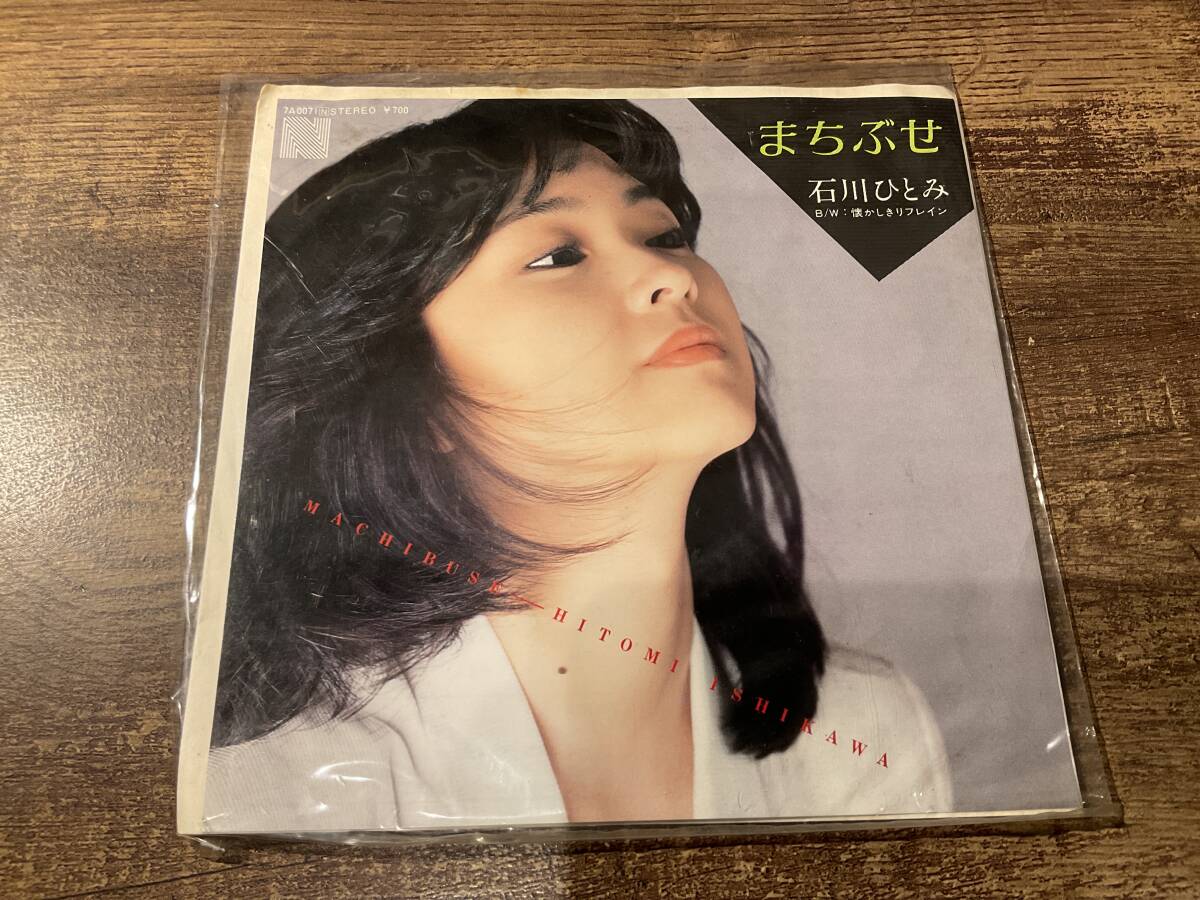 7A0071 N STEREO ¥700
N
まちぶせ
石川ひとみ
B/W:懐かしきリフレイン
MACHIBUSE—HITOMI ISHIKAWA